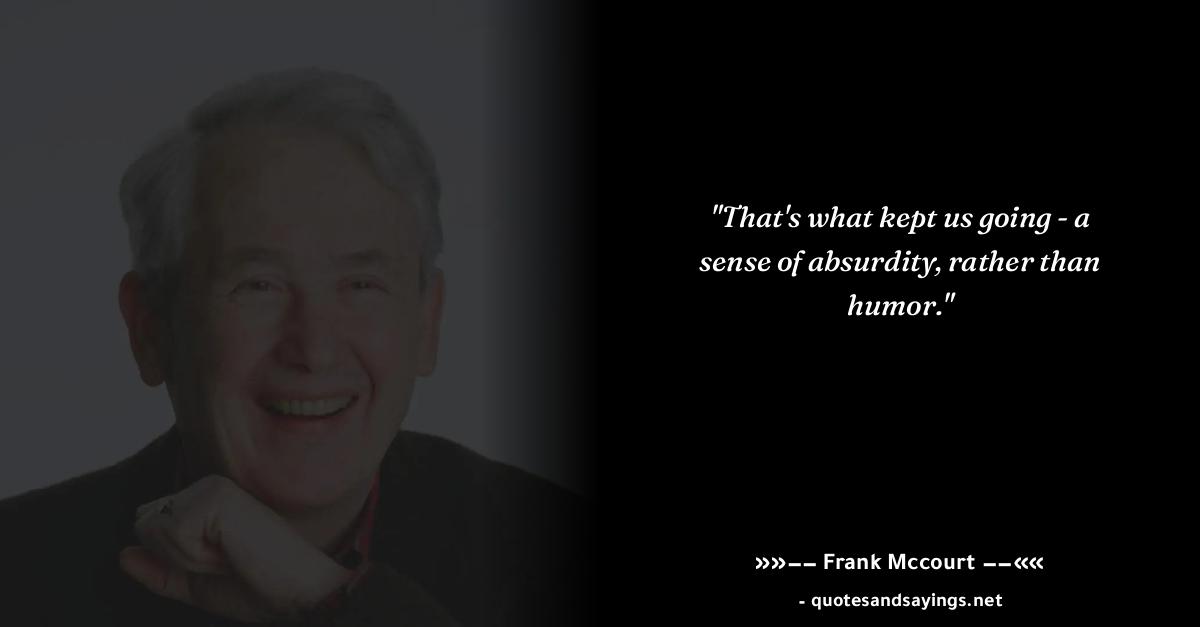 "That's what kept us going - a
sense of absurdity, rather than
humor."
»»-- Frank Mccourt --««
- quotesandsayings.net